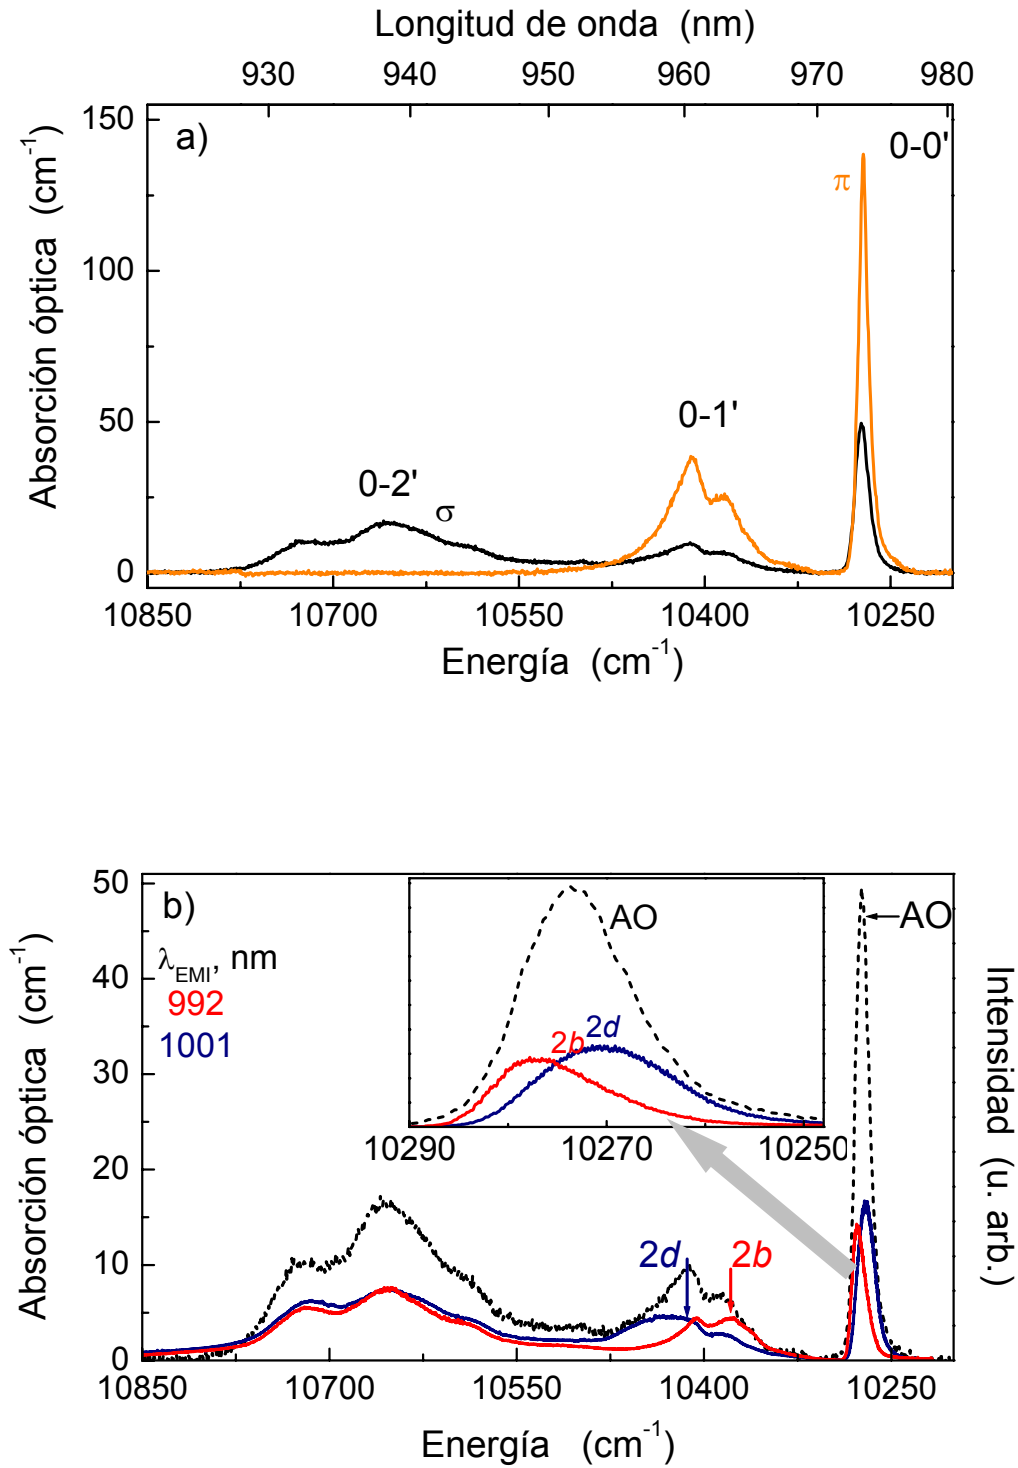 Longitud de onda (nm)
930 940 950 960 970 980
a)
0-0'
π
0-1'
0-2'
σ
150
100
50
0
Absorción óptica (cm⁻¹)
10850 10700 10550 10400 10250
Energía (cm⁻¹)
b)
λEMI, nm
992
1001
AO
2b 2d
10290 10270 10250
AO
2d 2b
50
40
30
20
10
0
Absorción óptica (cm⁻¹)
Intensidad (u. arb.)
10850 10700 10550 10400 10250
Energía (cm⁻¹)